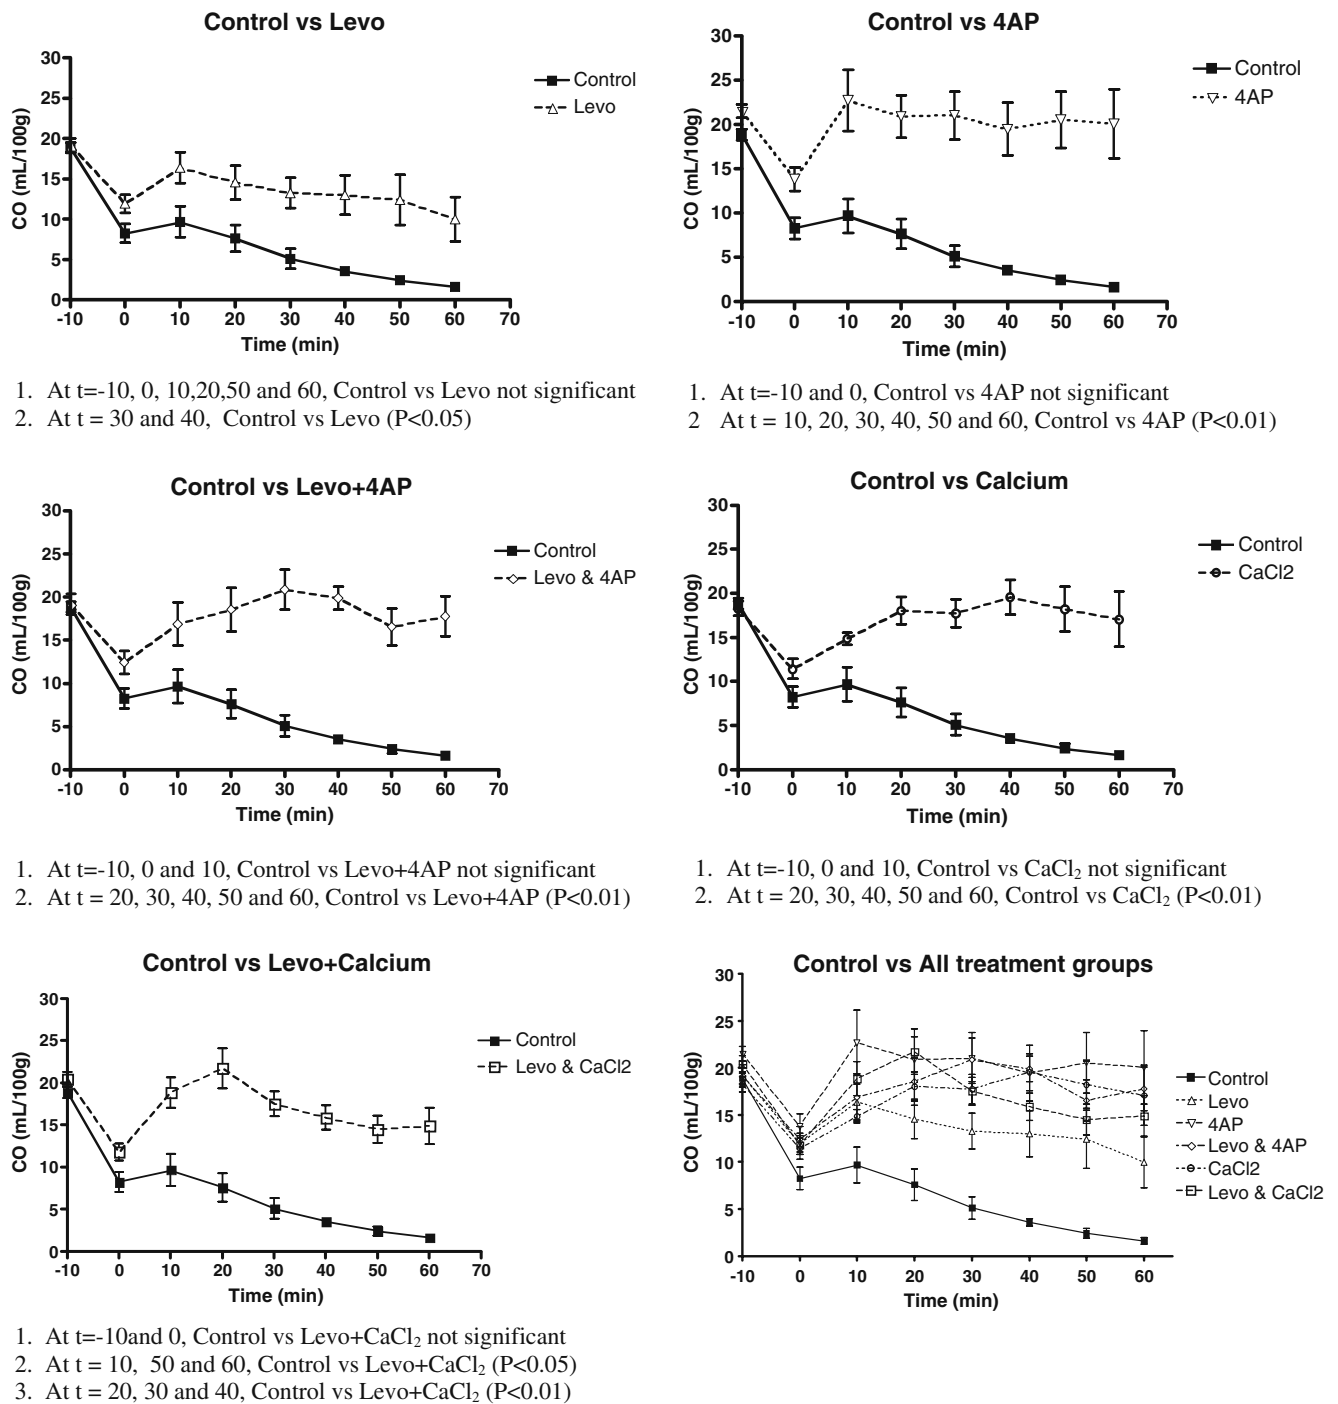 Control vs Levo
30
25
20
15
10
5
0
CO (mL/100g)
-10 0 10 20 30 40 50 60 70
Time (min)
Control
Levo
1. At t=-10, 0, 10,20,50 and 60, Control vs Levo not significant
2. At t = 30 and 40, Control vs Levo (P<0.05)
Control vs 4AP
30
25
20
15
10
5
0
CO (mL/100g)
-10 0 10 20 30 40 50 60 70
Time (min)
Control
4AP
1. At t=-10 and 0, Control vs 4AP not significant
2 At t = 10, 20, 30, 40, 50 and 60, Control vs 4AP (P<0.01)
Control vs Levo+4AP
30
25
20
15
10
5
0
CO (mL/100g)
-10 0 10 20 30 40 50 60 70
Time (min)
Control
Levo & 4AP
1. At t=-10, 0 and 10, Control vs Levo+4AP not significant
2. At t = 20, 30, 40, 50 and 60, Control vs Levo+4AP (P<0.01)
Control vs Calcium
30
25
20
15
10
5
0
CO (mL/100g)
-10 0 10 20 30 40 50 60 70
Time (min)
Control
CaCl2
1. At t=-10, 0 and 10, Control vs CaCl₂ not significant
2. At t = 20, 30, 40, 50 and 60, Control vs CaCl₂ (P<0.01)
Control vs Levo+Calcium
30
25
20
15
10
5
0
CO (mL/100g)
-10 0 10 20 30 40 50 60 70
Time (min)
Control
Levo & CaCl2
1. At t=-10and 0, Control vs Levo+CaCl₂ not significant
2. At t = 10, 50 and 60, Control vs Levo+CaCl₂ (P<0.05)
3. At t = 20, 30 and 40, Control vs Levo+CaCl₂ (P<0.01)
Control vs All treatment groups
30
25
20
15
10
5
0
CO (mL/100g)
-10 0 10 20 30 40 50 60
Time (min)
Control
Levo
4AP
Levo & 4AP
CaCl2
Levo & CaCl2